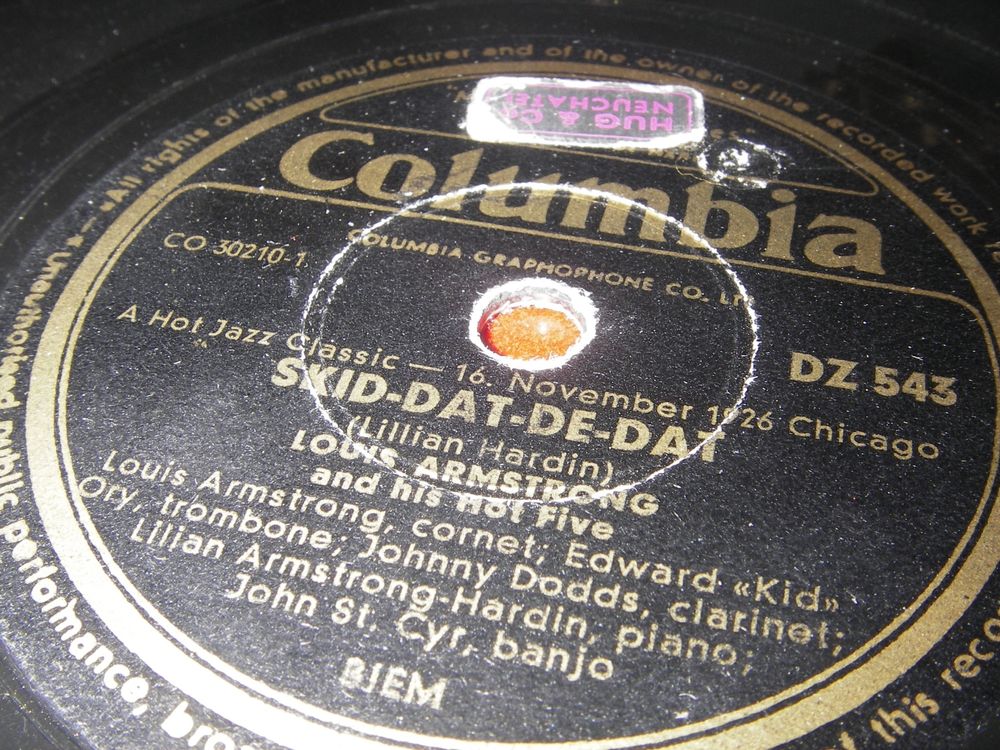 «All rights of the manufacturer and of the owner of the recorded work
HUG & Co
NEUCHATEL
Columbia
COLUMBIA GRAPHOPHONE CO. LTD
CO 30210-1
DZ 543
A Hot Jazz Classic — 16. November 1926 Chicago
SKID-DAT-DE-DAT
(Lillian Hardin)
LOUIS ARMSTRONG
and his Hot Five
Louis Armstrong, cornet; Edward «Kid»
Ory, trombone; Johnny Dodds, clarinet;
Lilian Armstrong-Hardin, piano;
John St. Cyr, banjo
BIEM
Unauthorised public performance,
of this